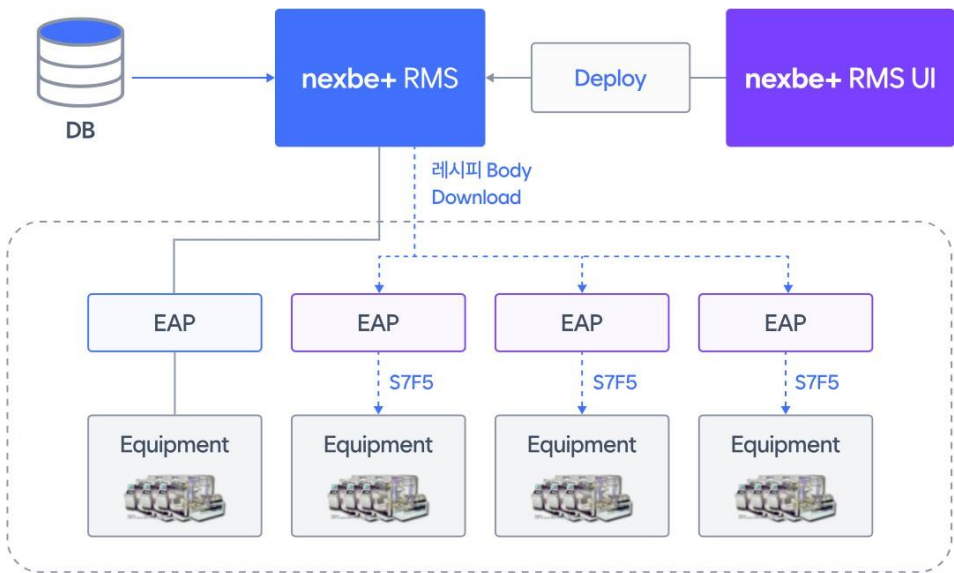 nexbe+ RMS
Deploy
nexbe+ RMS UI
DB
레시피 Body
Download
EAP
EAP
EAP
EAP
S7F5
S7F5
S7F5
Equipment
Equipment
Equipment
Equipment